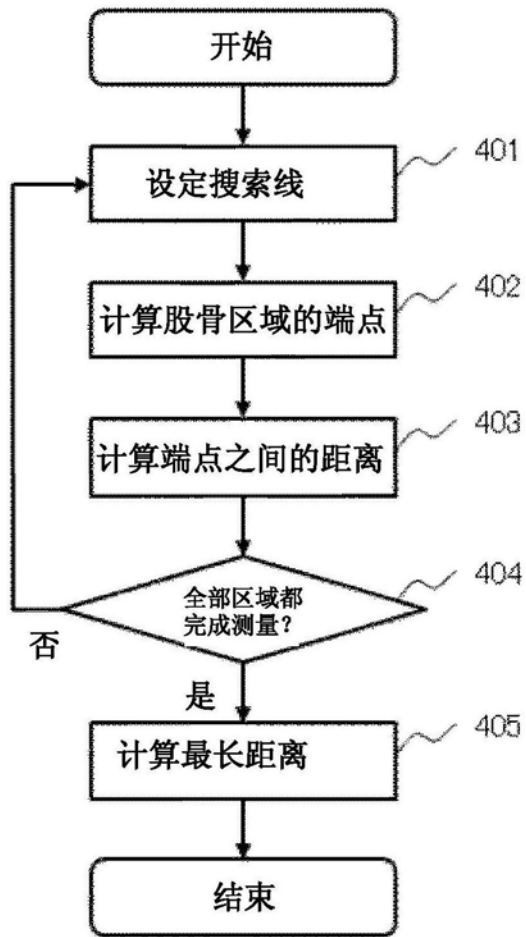 开始
设定搜索线
401
计算股骨区域的端点
402
计算端点之间的距离
403
全部区域都
完成测量？
404
否
是
计算最长距离
405
结束